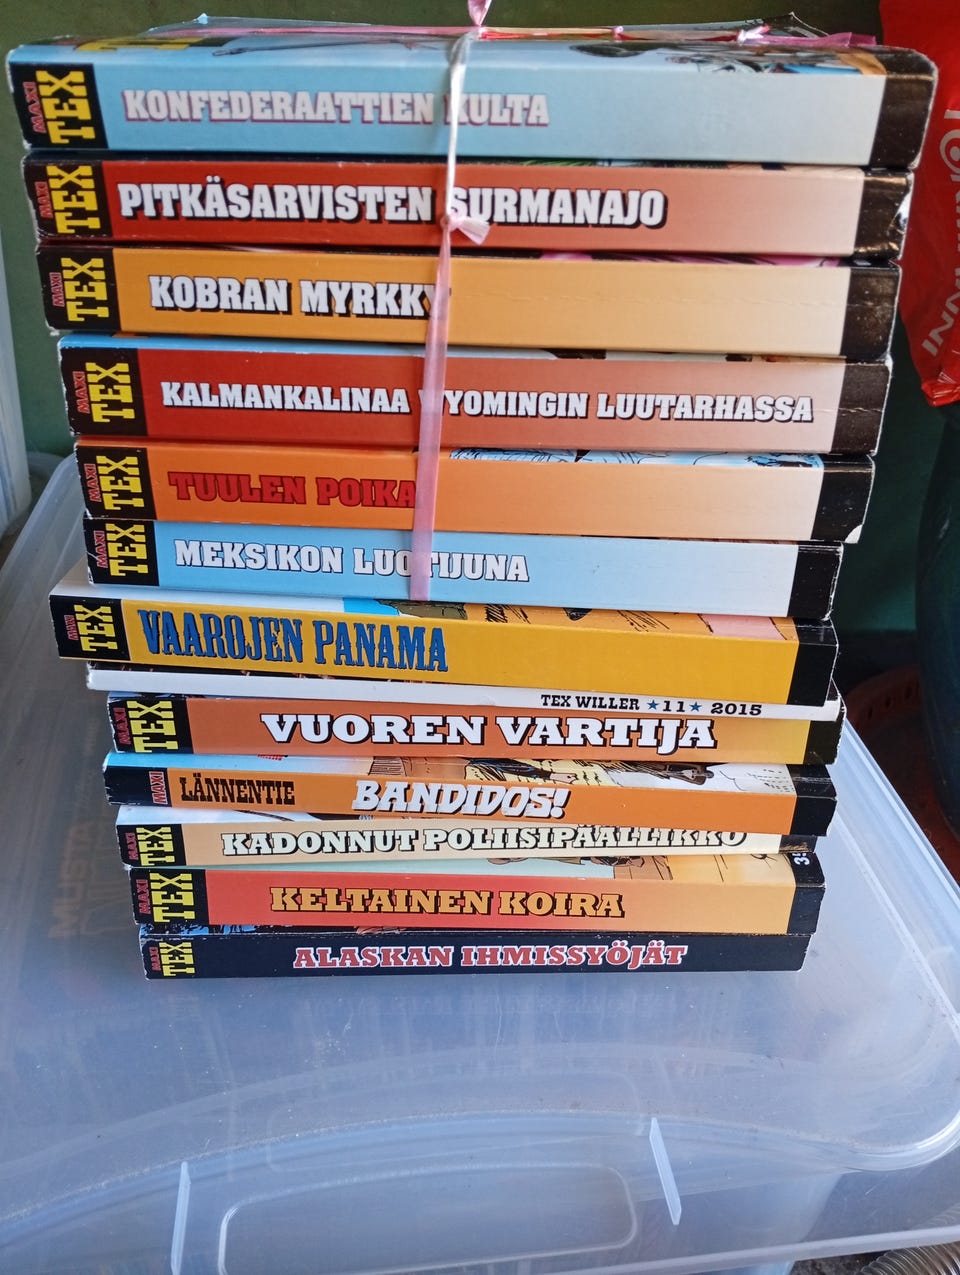 MAXI TEX KONFEDERAATTIEN KULTA
MAXI TEX PITKÄSARVISTEN SURMANAJO
MAXI TEX KOBRAN MYRKKY
MAXI TEX KALMANKALINAA WYOMINGIN LUUTARHASSA
MAXI TEX TUULEN POIKA
MAXI TEX MEKSIKON LUOTIJUNA
MAXI TEX VAAROJEN PANAMA
TEX WILLER ★11★ 2015
MAXI TEX VUOREN VARTIJA
MAXI LÄNNENTIE BANDIDOS!
MAXI TEX KADONNUT POLIISIPÄÄLLIKKÖ
MAXI TEX KELTAINEN KOIRA
MAXI TEX ALASKAN IHMISSYÖJÄT